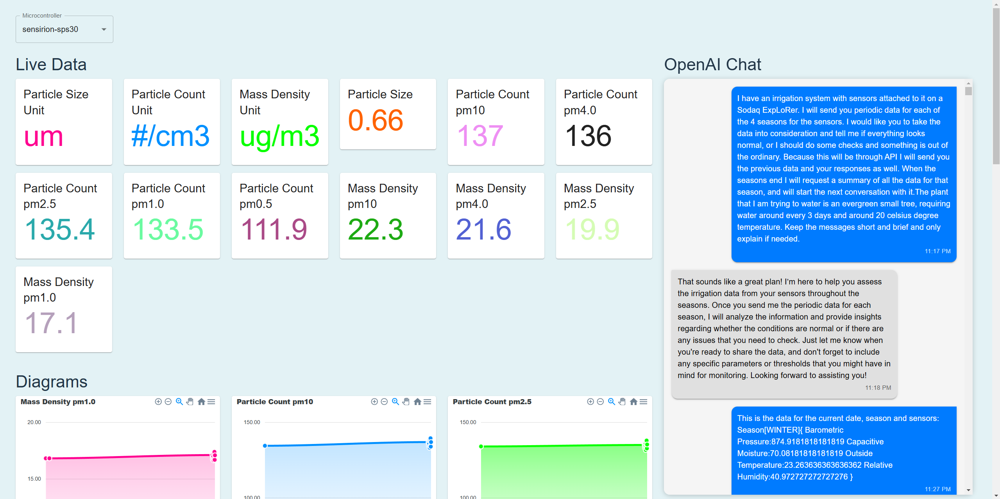 Microcontroller
sensirion-sps30
Live Data
Particle Size
Unit
um
Particle Count
Unit
#/cm3
Mass Density
Unit
ug/m3
Particle Size
0.66
Particle Count
pm10
137
Particle Count
pm4.0
136
Particle Count
pm2.5
135.4
Particle Count
pm1.0
133.5
Particle Count
pm0.5
111.9
Mass Density
pm10
22.3
Mass Density
pm4.0
21.6
Mass Density
pm2.5
19.9
Mass Density
pm1.0
17.1
Diagrams
Mass Density pm1.0
20.00
15.00
Particle Count pm10
150.00
100.00
Particle Count pm2.5
150.00
100.00
OpenAI Chat
I have an irrigation system with sensors attached to it on a
Sodaq ExpLoRer. I will send you periodic data for each of
the 4 seasons for the sensors. I would like you to take the
data into consideration and tell me if everything looks
normal, or I should do some checks and something is out of
the ordinary. Because this will be through API I will send you
the previous data and your responses as well. When the
seasons end I will request a summary of all the data for that
season, and will start the next conversation with it.The plant
that I am trying to water is an evergreen small tree, requiring
water around every 3 days and around 20 celsius degree
temperature. Keep the messages short and brief and only
explain if needed.
11:17 PM
That sounds like a great plan! I’m here to help you assess
the irrigation data from your sensors throughout the
seasons. Once you send me the periodic data for each
season, I will analyze the information and provide insights
regarding whether the conditions are normal or if there are
any issues that you need to check. Just let me know when
you're ready to share the data, and don't forget to include
any specific parameters or thresholds that you might have in
mind for monitoring. Looking forward to assisting you!
11:18 PM
This is the data for the current date, season and sensors:
Season[WINTER]{ Barometric
Pressure:874.9181818181819 Capacitive
Moisture:70.08181818181819 Outside
Temperature:23.263636363636362 Relative
Humidity:40.972727272727276 }
11:27 PM